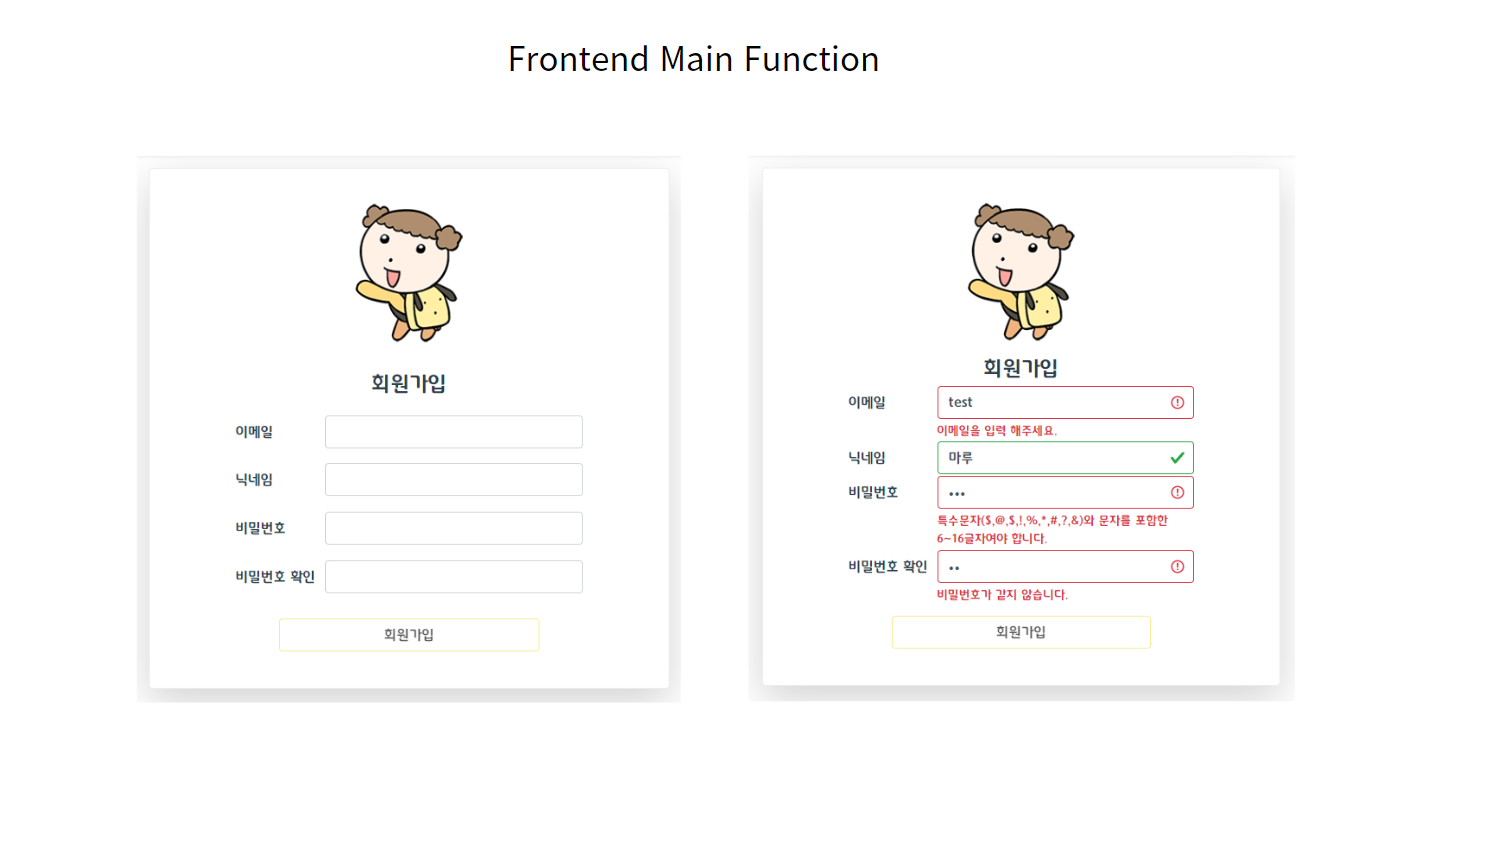 Frontend Main Function
회원가입
이메일
닉네임
비밀번호
비밀번호 확인
회원가입
회원가입
이메일 test
이메일을 입력 해주세요.
닉네임 마루
비밀번호 •••
특수문자($,@,$,!,%,*,#,?,&)와 문자를 포함한
6~16글자여야 합니다.
비밀번호 확인 ••
비밀번호가 같지 않습니다.
회원가입